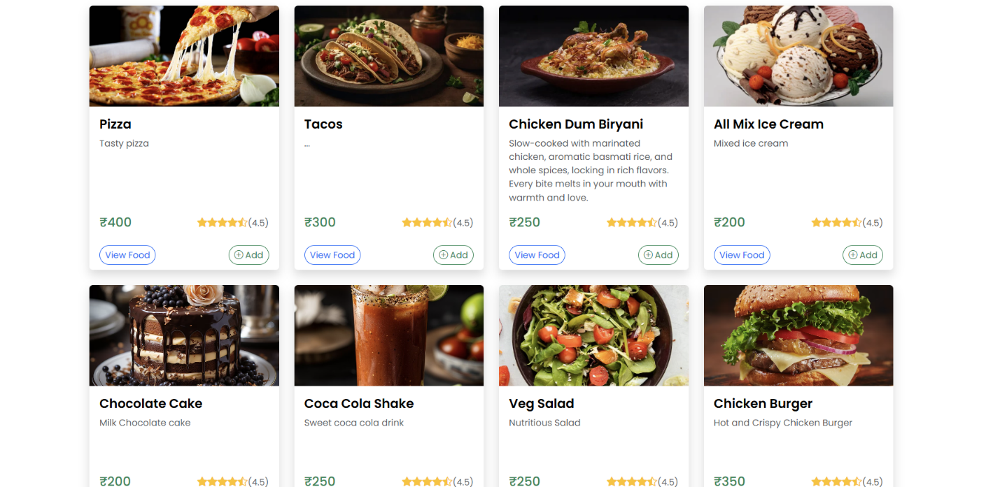 Pizza
Tasty pizza
₹400
(4.5)
View Food
Add
Tacos
...
₹300
(4.5)
View Food
Add
Chicken Dum Biryani
Slow-cooked with marinated
chicken, aromatic basmati rice, and
whole spices, locking in rich flavors.
Every bite melts in your mouth with
warmth and love.
₹250
(4.5)
View Food
Add
All Mix Ice Cream
Mixed ice cream
₹200
(4.5)
View Food
Add
Chocolate Cake
Milk Chocolate cake
₹200
(4.5)
Coca Cola Shake
Sweet coca cola drink
₹250
(4.5)
Veg Salad
Nutritious Salad
₹250
(4.5)
Chicken Burger
Hot and Crispy Chicken Burger
₹350
(4.5)